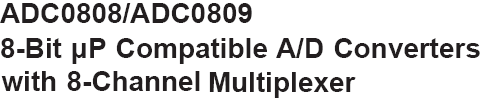 ADC0808/ADC0809
8-Bit μP Compatible A/D Converters
with 8-Channel Multiplexer